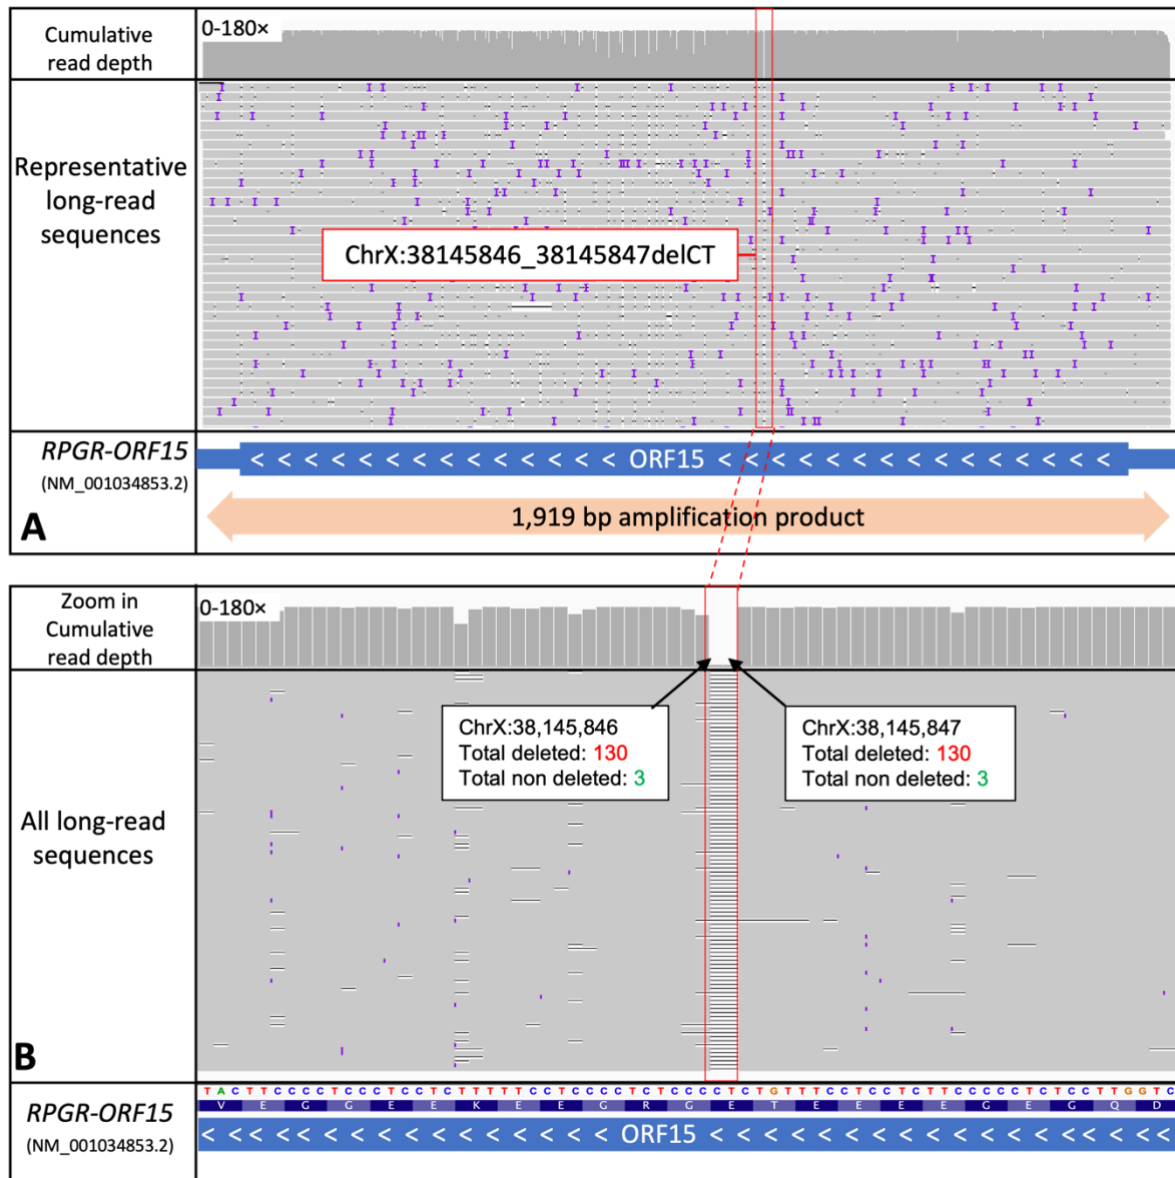 Cumulative
read depth
0-180×
Representative
long-read
sequences
ChrX:38145846_38145847delCT
RPGR-ORF15
(NM_001034853.2)
ORF15
1,919 bp amplification product
A
Zoom in
Cumulative
read depth
0-180×
ChrX:38,145,846
Total deleted: 130
Total non deleted: 3
ChrX:38,145,847
Total deleted: 130
Total non deleted: 3
All long-read
sequences
B
TACTTCCCCTCCCTCCTCTTTTTCCTCCCCTCTCCCCTCTGTTTCCTCCTCTTCCCCCTCTCCTTGGTC
V E G G E E K E E G R G E T E E E E G E G Q D
RPGR-ORF15
(NM_001034853.2)
ORF15